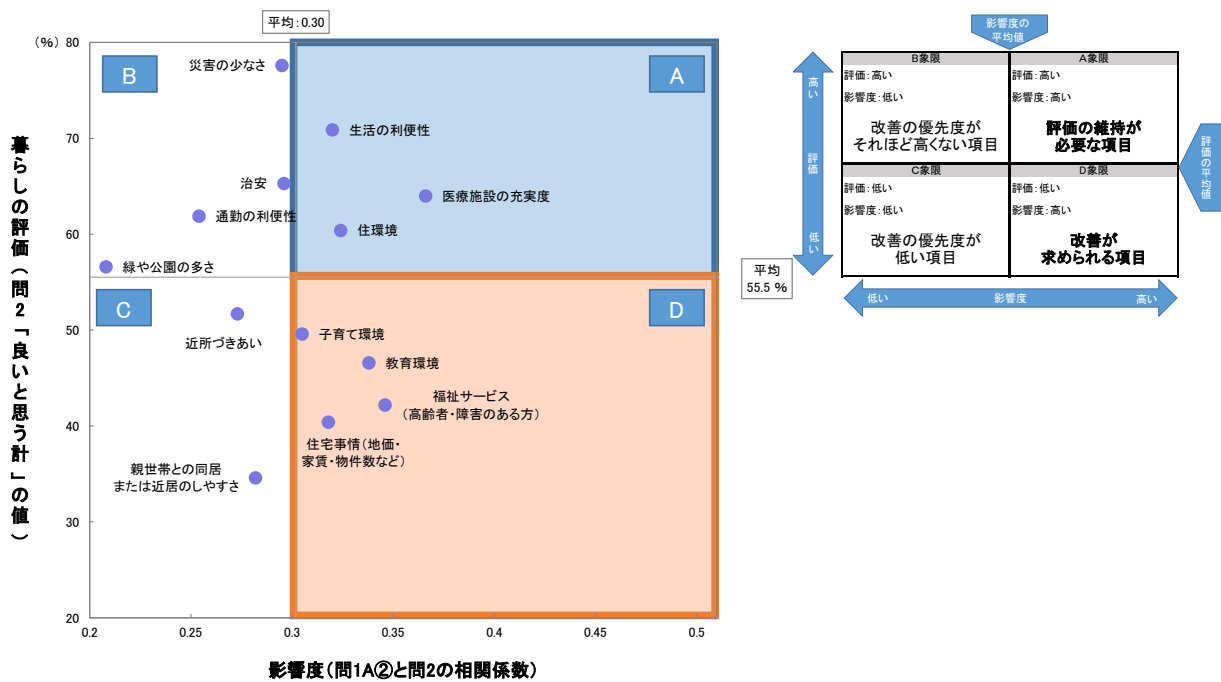 平均:0.30
(%)
80
70
60
50
40
30
20
0.2
0.25
0.3
0.35
0.4
0.45
0.5
暮らしの評価(問2「良いと思う計」の値)
影響度(問1A②と問2の相関係数)
B
A
C
D
災害の少なさ
生活の利便性
治安
医療施設の充実度
通勤の利便性
住環境
緑や公園の多さ
近所づきあい
子育て環境
教育環境
福祉サービス
(高齢者・障害のある方)
住宅事情(地価・
家賃・物件数など)
親世帯との同居
または近居のしやすさ
平均
55.5 %
影響度の
平均値
高い
評価
低い
B象限
評価:高い
影響度:低い
改善の優先度が
それほど高くない項目
A象限
評価:高い
影響度:高い
評価の維持が
必要な項目
C象限
評価:低い
影響度:低い
改善の優先度が
低い項目
D象限
評価:低い
影響度:高い
改善が
求められる項目
評価の平均値
低い
影響度
高い